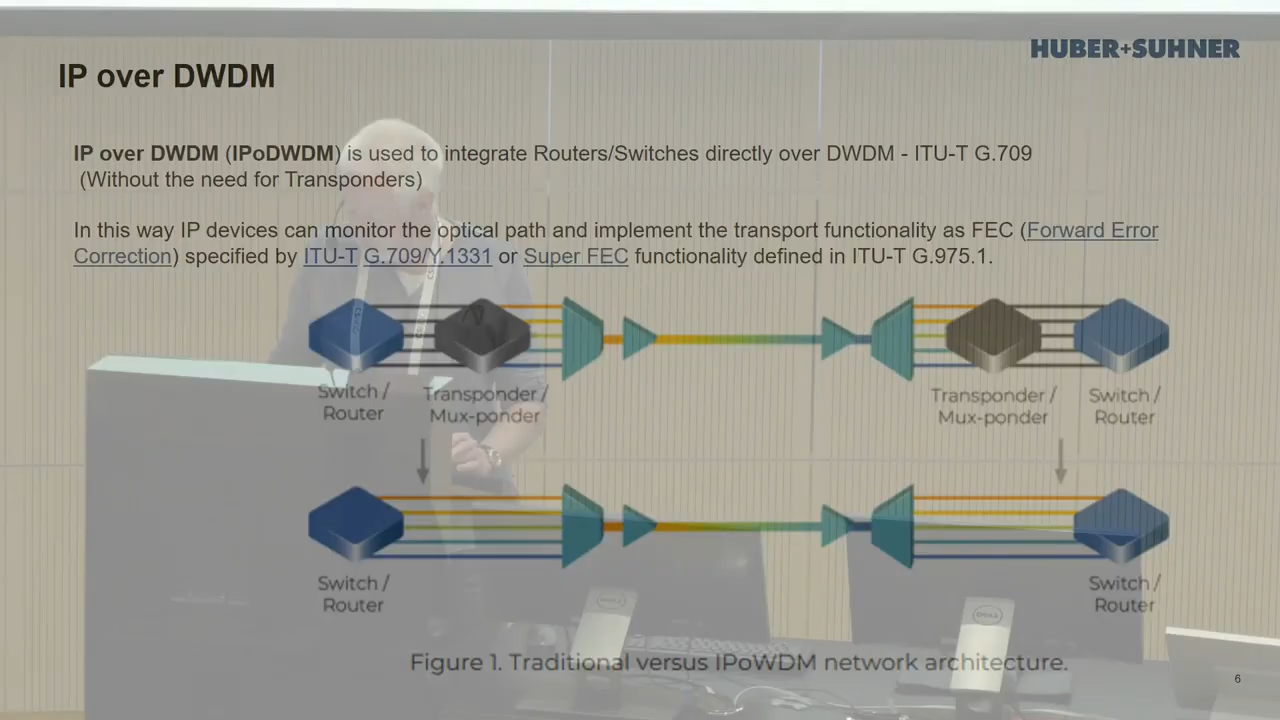 HUBER+SUHNER
IP over DWDM
IP over DWDM (IPoDWDM) is used to integrate Routers/Switches directly over DWDM - ITU-T G.709
(Without the need for Transponders)
In this way IP devices can monitor the optical path and implement the transport functionality as FEC (Forward Error
Correction) specified by ITU-T G.709/Y.1331 or Super FEC functionality defined in ITU-T G.975.1.
Switch /
Router
Transponder /
Mux-ponder
Transponder /
Mux-ponder
Switch /
Router
Switch /
Router
Switch /
Router
DELL
Figure 1. Traditional versus IPoWDM network architecture.
6